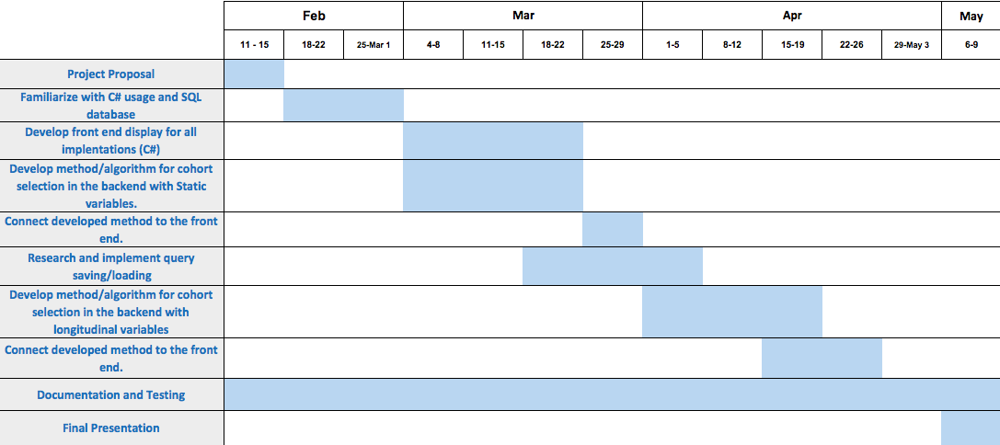 Feb Mar Apr May
11 - 15 18-22 25-Mar 1 4-8 11-15 18-22 25-29 1-5 8-12 15-19 22-26 29-May 3 6-9
Project Proposal
Familiarize with C# usage and SQL
database
Develop front end display for all
implentations (C#)
Develop method/algorithm for cohort
selection in the backend with Static
variables.
Connect developed method to the front
end.
Research and implement query
saving/loading
Develop method/algorithm for cohort
selection in the backend with
longitudinal variables
Connect developed method to the front
end.
Documentation and Testing
Final Presentation